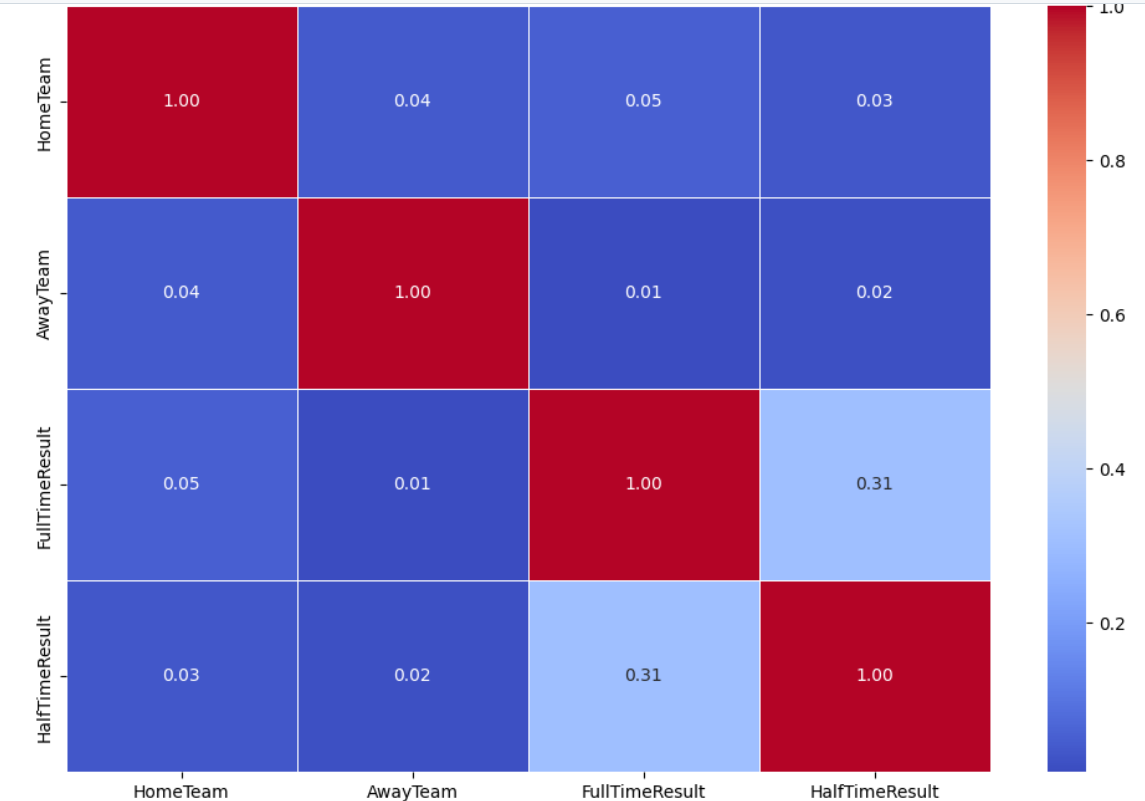 1.0
HomeTeam 1.00 0.04 0.05 0.03
0.8
AwayTeam 0.04 1.00 0.01 0.02
0.6
0.4
FullTimeResult 0.05 0.01 1.00 0.31
0.2
HalfTimeResult 0.03 0.02 0.31 1.00
HomeTeam AwayTeam FullTimeResult HalfTimeResult